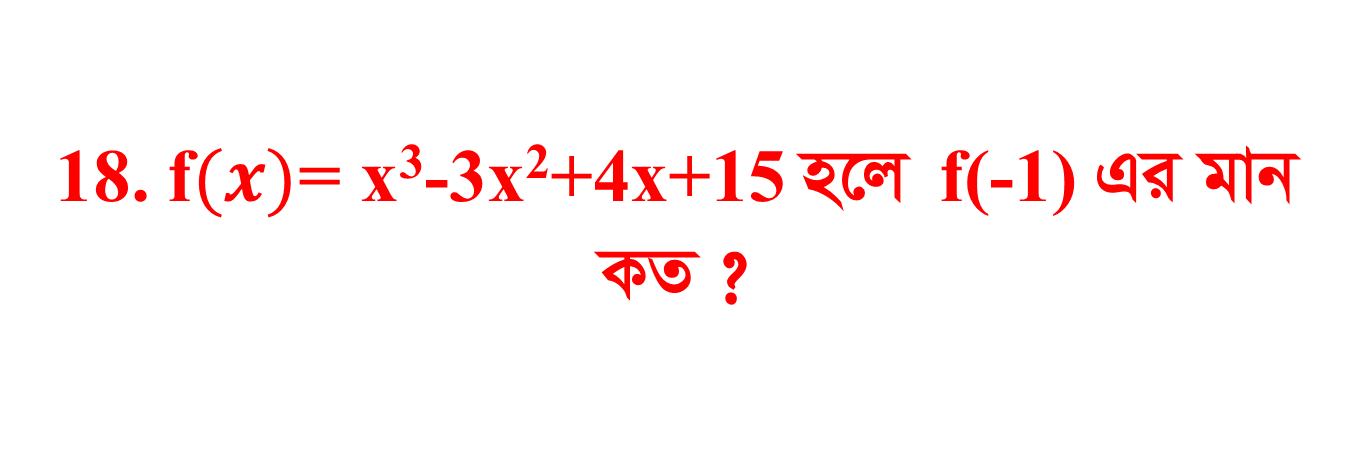 18. f(x)= x³-3x²+4x+15 হলে f(-1) এর মান
কত ?